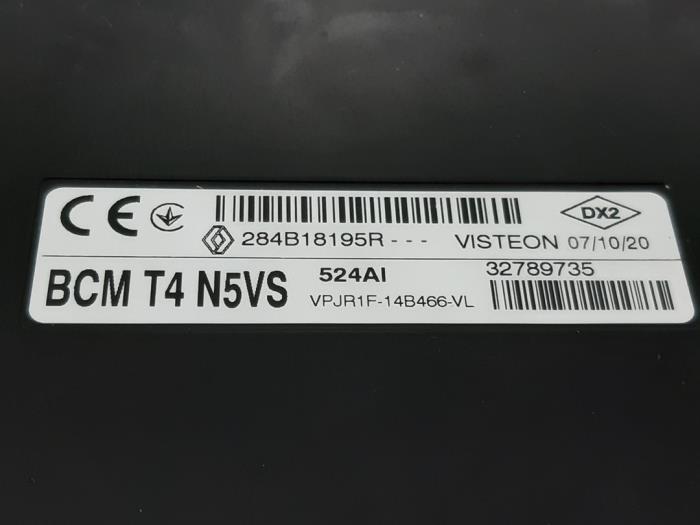 CE
DX2
284B18195R - - - VISTEON 07/10/20
BCM T4 N5VS
524AI
32789735
VPJR1F-14B466-VL